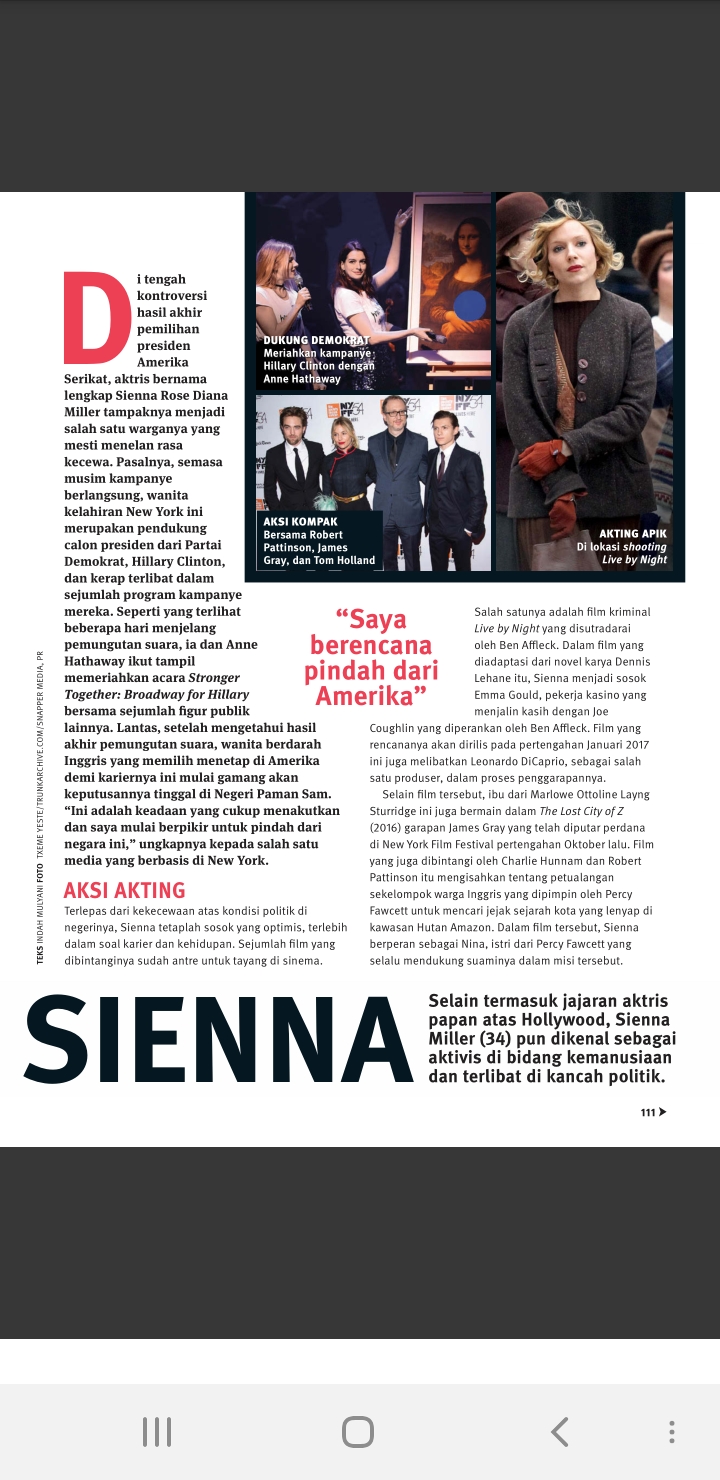 Di tengah
kontroversi
hasil akhir
pemilihan
presiden
Amerika
Serikat, aktris bernama
lengkap Sienna Rose Diana
Miller tampaknya menjadi
salah satu warganya yang
mesti menelan rasa
kecewa. Pasalnya, semasa
musim kampanye
berlangsung, wanita
kelahiran New York ini
merupakan pendukung
calon presiden dari Partai
Demokrat, Hillary Clinton,
dan kerap terlibat dalam
sejumlah program kampanye
mereka. Seperti yang terlihat
beberapa hari menjelang
pemungutan suara, ia dan Anne
Hathaway ikut tampil
memeriahkan acara Stronger
Together: Broadway for Hillary
bersama sejumlah figur publik
lainnya. Lantas, setelah mengetahui hasil
akhir pemungutan suara, wanita berdarah
Inggris yang memilih menetap di Amerika
demi kariernya ini mulai gamang akan
keputusannya tinggal di Negeri Paman Sam.
“Ini adalah keadaan yang cukup menakutkan
dan saya mulai berpikir untuk pindah dari
negara ini,” ungkapnya kepada salah satu
media yang berbasis di New York.
AKSI AKTING
Terlepas dari kekecewaan atas kondisi politik di
negerinya, Sienna tetaplah sosok yang optimis, terlebih
dalam soal karier dan kehidupan. Sejumlah film yang
dibintanginya sudah antre untuk tayang di sinema.
DUKUNG DEMOKRAT
Meriahkan kampanye
Hillary Clinton dengan
Anne Hathaway
AKSI KOMPAK
Bersama Robert
Pattinson, James
Gray, dan Tom Holland
AKTING APIK
Di lokasi shooting
Live by Night
“Saya
berencana
pindah dari
Amerika”
Salah satunya adalah film kriminal
Live by Night yang disutradarai
oleh Ben Affleck. Dalam film yang
diadaptasi dari novel karya Dennis
Lehane itu, Sienna menjadi sosok
Emma Gould, pekerja kasino yang
menjalin kasih dengan Joe
Coughlin yang diperankan oleh Ben Affleck. Film yang
rencananya akan dirilis pada pertengahan Januari 2017
ini juga melibatkan Leonardo DiCaprio, sebagai salah
satu produser, dalam proses penggarapannya.
Selain film tersebut, ibu dari Marlowe Ottoline Layng
Sturridge ini juga bermain dalam The Lost City of Z
(2016) garapan James Gray yang telah diputar perdana
di New York Film Festival pertengahan Oktober lalu. Film
yang juga dibintangi oleh Charlie Hunnam dan Robert
Pattinson itu mengisahkan tentang petualangan
sekelompok warga Inggris yang dipimpin oleh Percy
Fawcett untuk mencari jejak sejarah kota yang lenyap di
kawasan Hutan Amazon. Dalam film tersebut, Sienna
berperan sebagai Nina, istri dari Percy Fawcett yang
selalu mendukung suaminya dalam misi tersebut.
TEKS INDAH MULYANI FOTO TXEME YESTE/TRUNKARCHIVE.COM/SNAPPER MEDIA, PR
SIENNA
Selain termasuk jajaran aktris
papan atas Hollywood, Sienna
Miller (34) pun dikenal sebagai
aktivis di bidang kemanusiaan
dan terlibat di kancah politik.
111